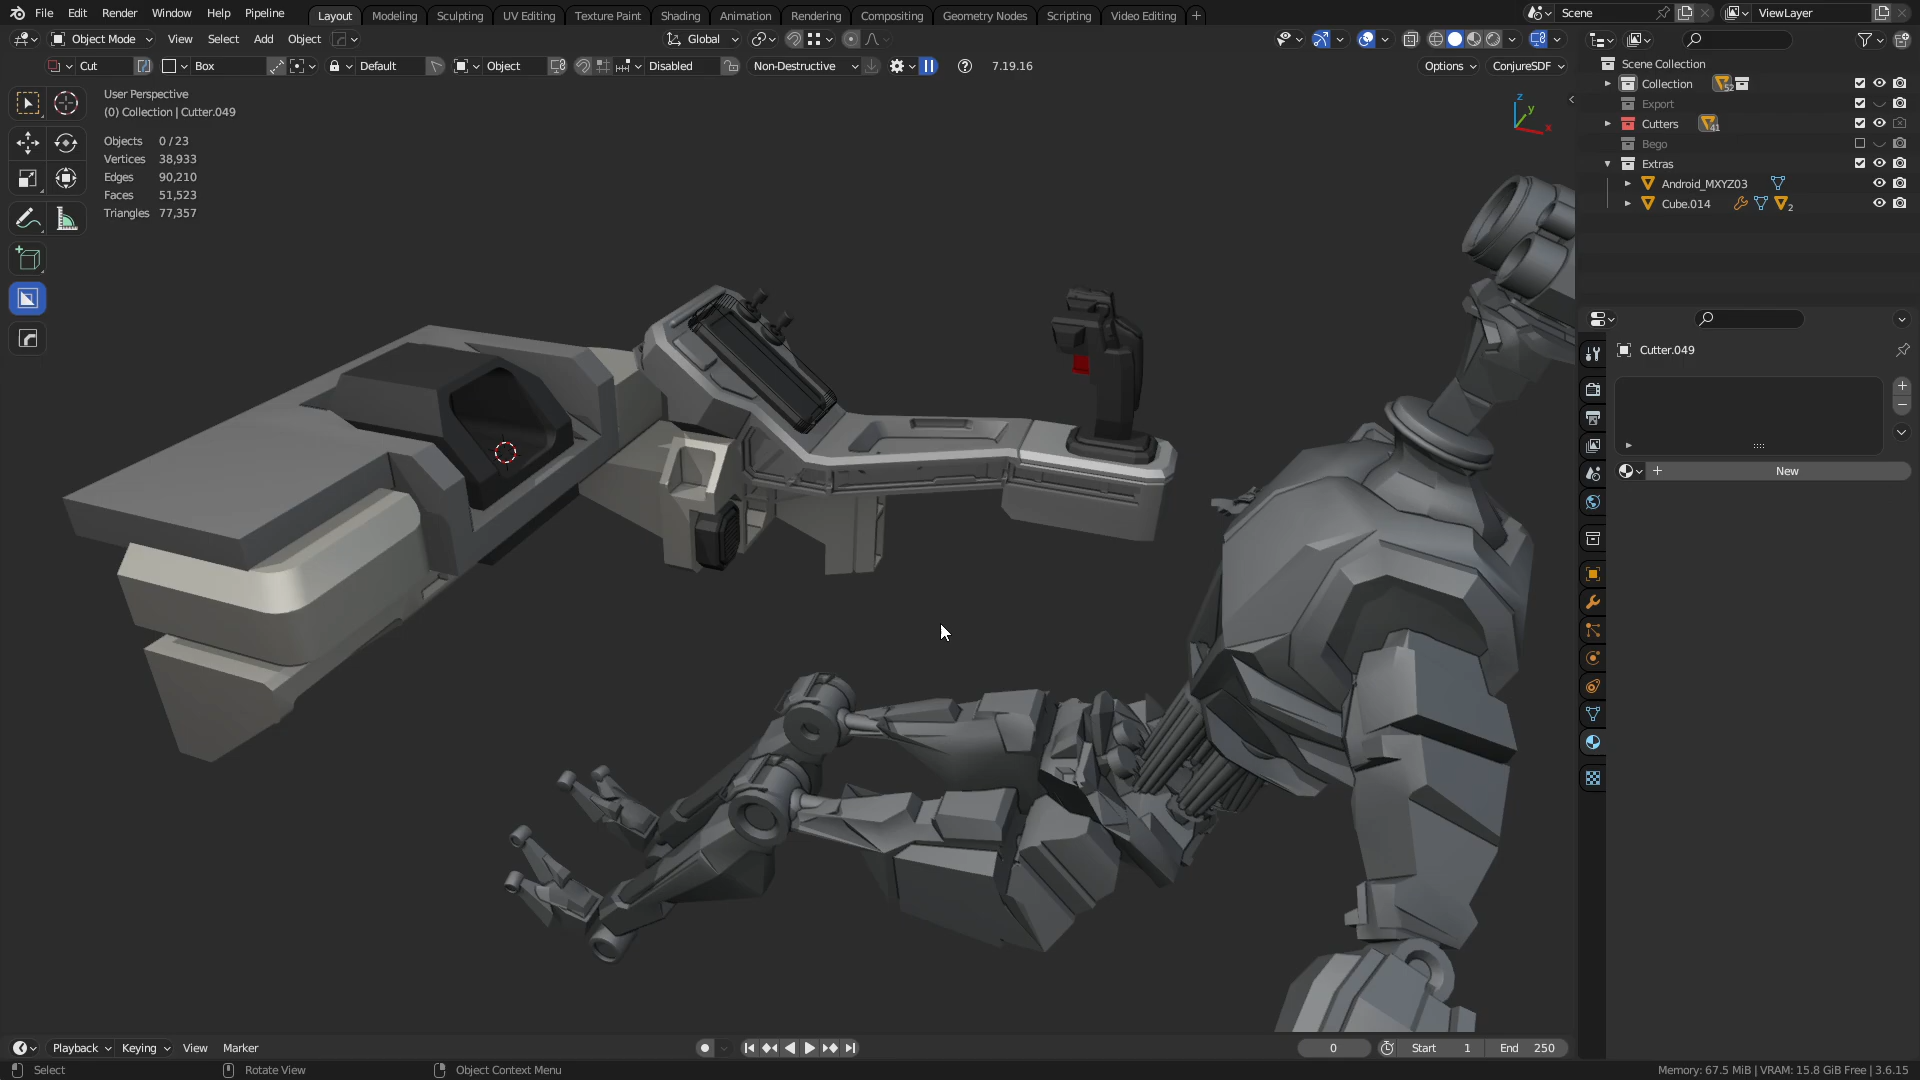 File Edit Render Window Help Pipeline Layout Modeling Sculpting UV Editing Texture Paint Shading Animation Rendering Compositing Geometry Nodes Scripting Video Editing + Scene ViewLayer
Object Mode View Select Add Object Global
Cut Box Default Object Disabled Non-Destructive 7.19.16 Options ConjureSDF
User Perspective
(0) Collection | Cutter.049
Objects 0 / 23
Vertices 38,933
Edges 90,210
Faces 51,523
Triangles 77,357
z
y
x
Scene Collection
Collection 52
Export
Cutters 41
Bego
Extras
Android_MXYZ03
Cube.014 2
Cutter.049
New
Playback Keying View Marker 0 Start 1 End 250
Select Rotate View Object Context Menu Memory: 67.5 MiB | VRAM: 15.8 GiB Free | 3.6.15